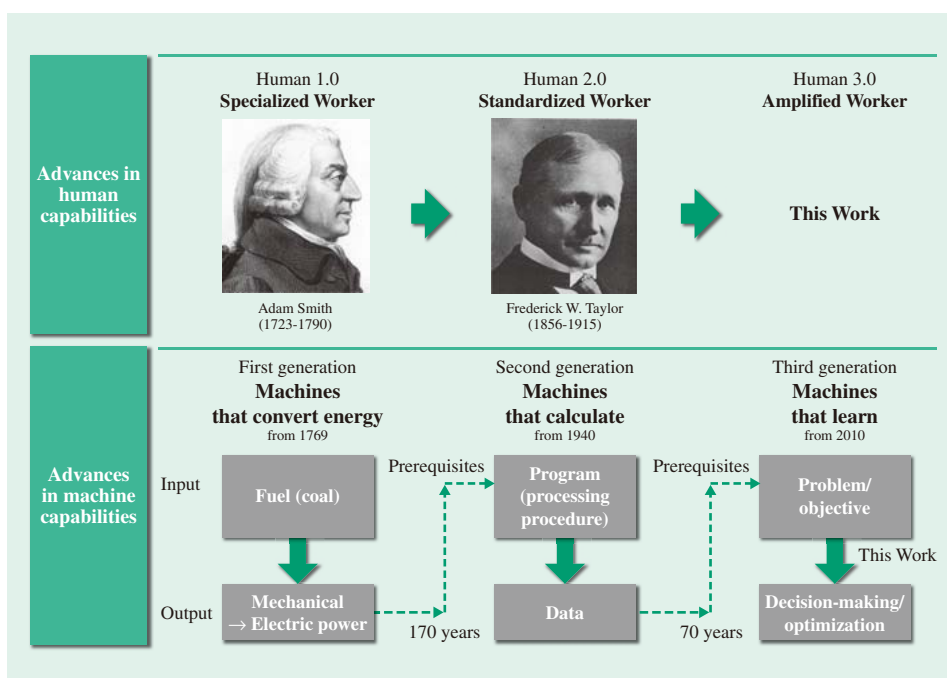 Advances in
human
capabilities
Human 1.0
Specialized Worker
Adam Smith
(1723-1790)
Human 2.0
Standardized Worker
Frederick W. Taylor
(1856-1915)
Human 3.0
Amplified Worker
This Work
Advances
in machine
capabilities
First generation
Machines
that convert energy
from 1769
Second generation
Machines
that calculate
from 1940
Third generation
Machines
that learn
from 2010
Input
Fuel (coal)
Prerequisites
Program
(processing
procedure)
Prerequisites
Problem/
objective
This Work
Output
Mechanical
→ Electric power
170 years
Data
70 years
Decision-making/
optimization